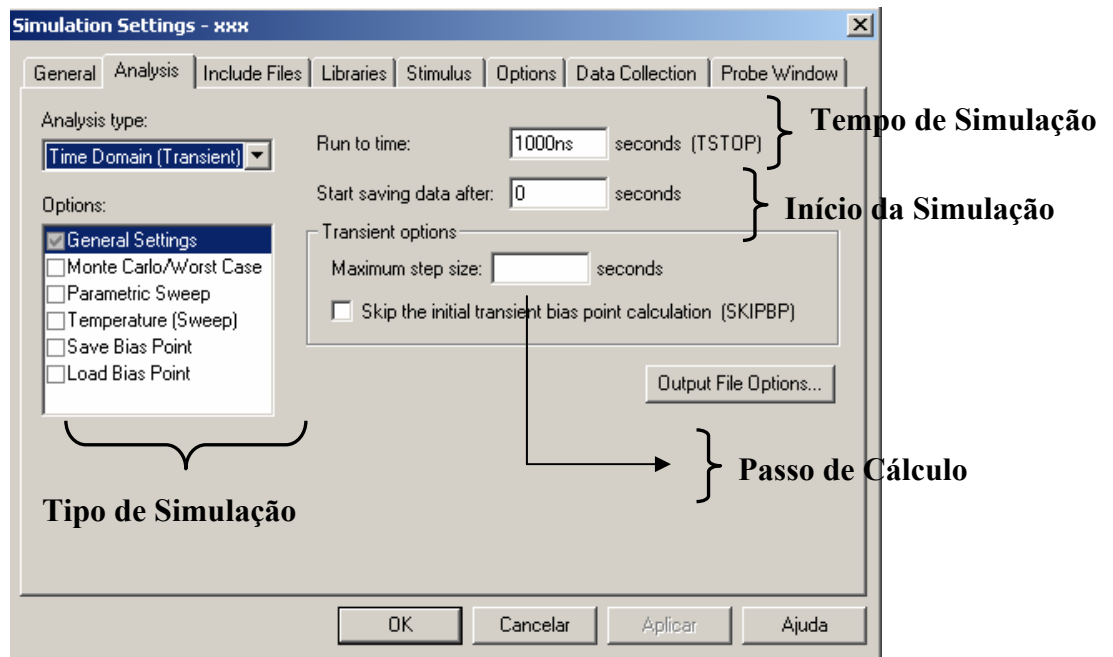 Simulation Settings - xxx
General Analysis Include Files Libraries Stimulus Options Data Collection Probe Window
Analysis type:
Time Domain (Transient)
Options:
General Settings
Monte Carlo/Worst Case
Parametric Sweep
Temperature (Sweep)
Save Bias Point
Load Bias Point
Run to time: 1000ns seconds (TSTOP)
Start saving data after: 0 seconds
Transient options
Maximum step size: seconds
Skip the initial transient bias point calculation (SKIPBP)
Output File Options...
Tempo de Simulação
Início da Simulação
Passo de Cálculo
Tipo de Simulação
OK Cancelar Aplicar Ajuda